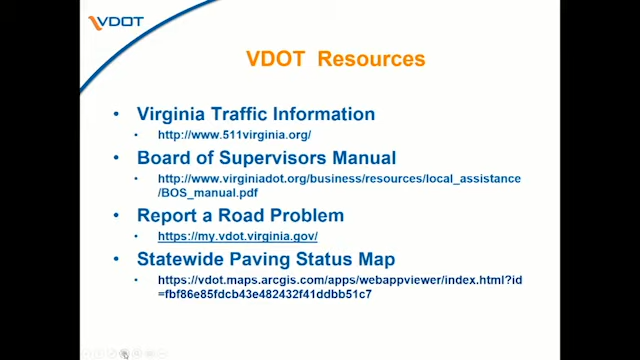 VDOT
VDOT Resources
• Virginia Traffic Information
• http://www.511virginia.org/
• Board of Supervisors Manual
• http://www.virginiadot.org/business/resources/local_assistance
/BOS_manual.pdf
• Report a Road Problem
• https://my.vdot.virginia.gov/
• Statewide Paving Status Map
• https://vdot.maps.arcgis.com/apps/webappviewer/index.html?id
=fbf86e85fdcb43e482432f41ddbb51c7